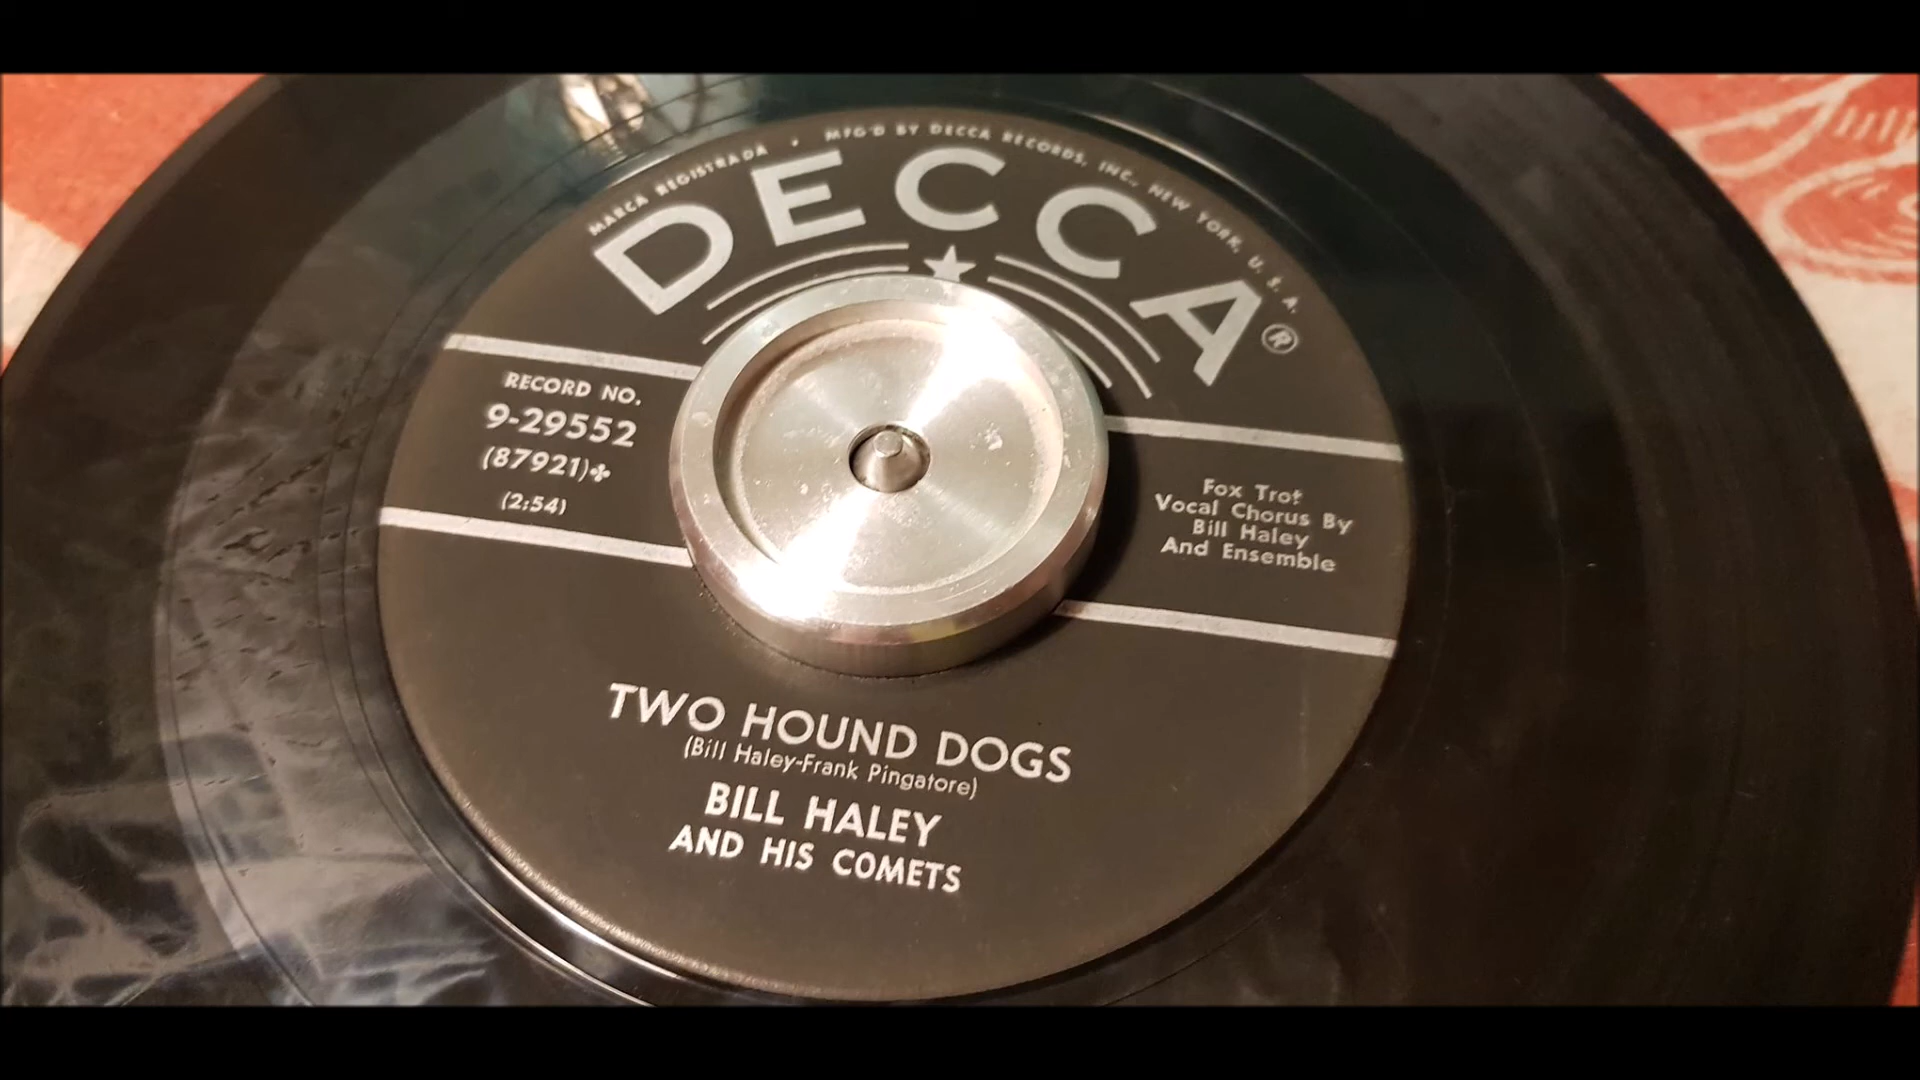 MARCA REGISTRADA • MFG'D BY DECCA RECORDS, INC., NEW YORK, U. S. A.
DECCA®
RECORD NO.
9-29552
(87921)✤
(2:54)
Fox Trot
Vocal Chorus By
Bill Haley
And Ensemble
TWO HOUND DOGS
(Bill Haley-Frank Pingatore)
BILL HALEY
AND HIS COMETS